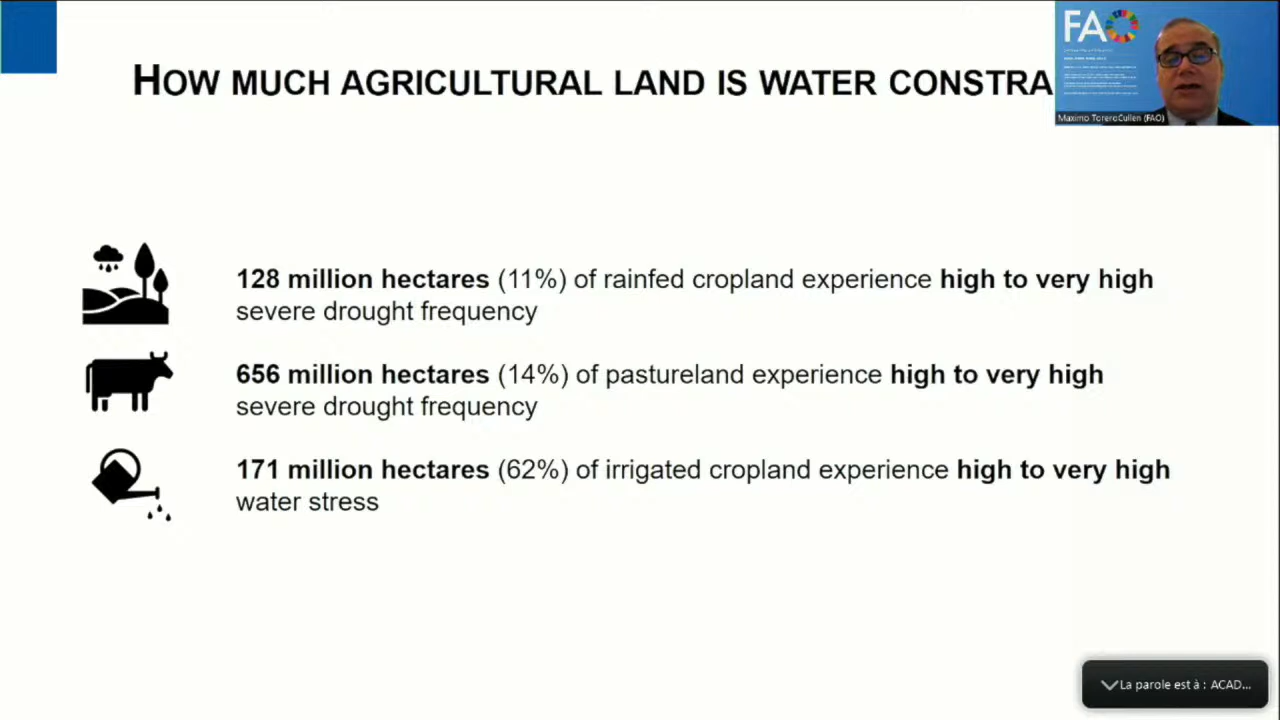 HOW MUCH AGRICULTURAL LAND IS WATER CONSTRA
FAO
Maximo ToreroCullen (FAO)
128 million hectares (11%) of rainfed cropland experience high to very high
severe drought frequency
656 million hectares (14%) of pastureland experience high to very high
severe drought frequency
171 million hectares (62%) of irrigated cropland experience high to very high
water stress
La parole est à : ACAD...